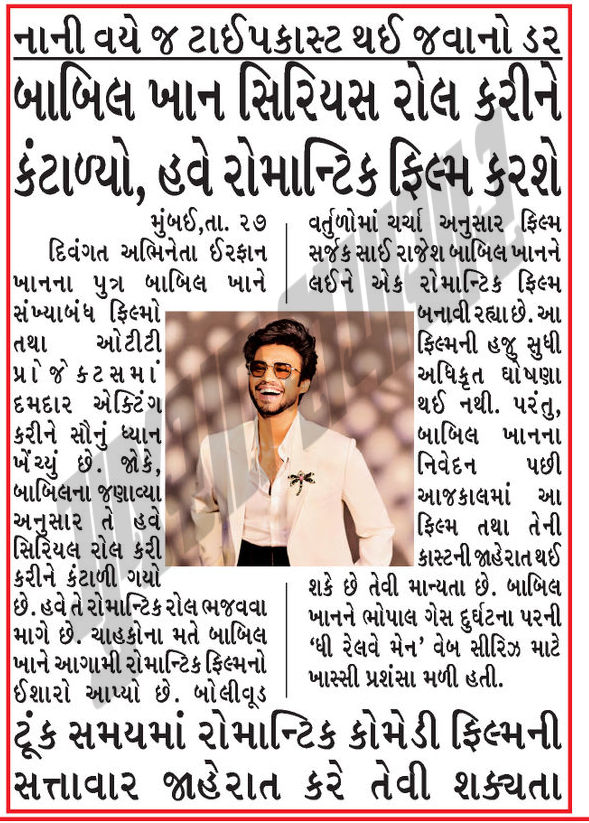 નાની વયે જ ટાઈપકાસ્ટ થઈ જવાનો ડર
બાબિલ ખાન સિરિયસ રોલ કરીને
કંટાળ્યો, હવે રોમાન્ટિક ફિલ્મ કરશે
મુંબઈ,તા. ૨૭
દિવંગત અભિનેતા ઈરફાન
ખાનના પુત્ર બાબિલ ખાને
સંખ્યાબંધ ફિલ્મો
તથા ઓટીટી
પ્રોજેકટસમાં
દમદાર એક્ટિંગ
કરીને સૌનું ધ્યાન
ખેંચ્યું છે. જોકે,
બાબિલના જણાવ્યા
અનુસાર તે હવે
સિરિયલ રોલ કરી
કરીને કંટાળી ગયો
છે. હવે તે રોમાન્ટિક રોલ ભજવવા
માગે છે. ચાહકોના મતે બાબિલ
ખાને આગામી રોમાન્ટિક ફિલ્મનો
ઈશારો આપ્યો છે. બોલીવૂડ
વર્તુળોમાં ચર્ચા અનુસાર ફિલ્મ
સર્જક સાઈ રાજેશ બાબિલ ખાનને
લઈને એક રોમાન્ટિક ફિલ્મ
બનાવી રહ્યા છે. આ
ફિલ્મની હજુ સુધી
અધિકૃત ઘોષણા
થઈ નથી. પરંતુ,
બાબિલ ખાનના
નિવેદન પછી
આજકાલમાં આ
ફિલ્મ તથા તેની
કાસ્ટની જાહેરાત થઈ
શકે છે તેવી માન્યતા છે. બાબિલ
ખાનને ભોપાલ ગેસ દુર્ઘટના પરની
‘ધી રેલવે મેન’ વેબ સીરિઝ માટે
ખાસ્સી પ્રશંસા મળી હતી.
ટૂંક સમયમાં રોમાન્ટિક કોમેડી ફિલ્મની
સત્તાવાર જાહેરાત કરે તેવી શક્યતા